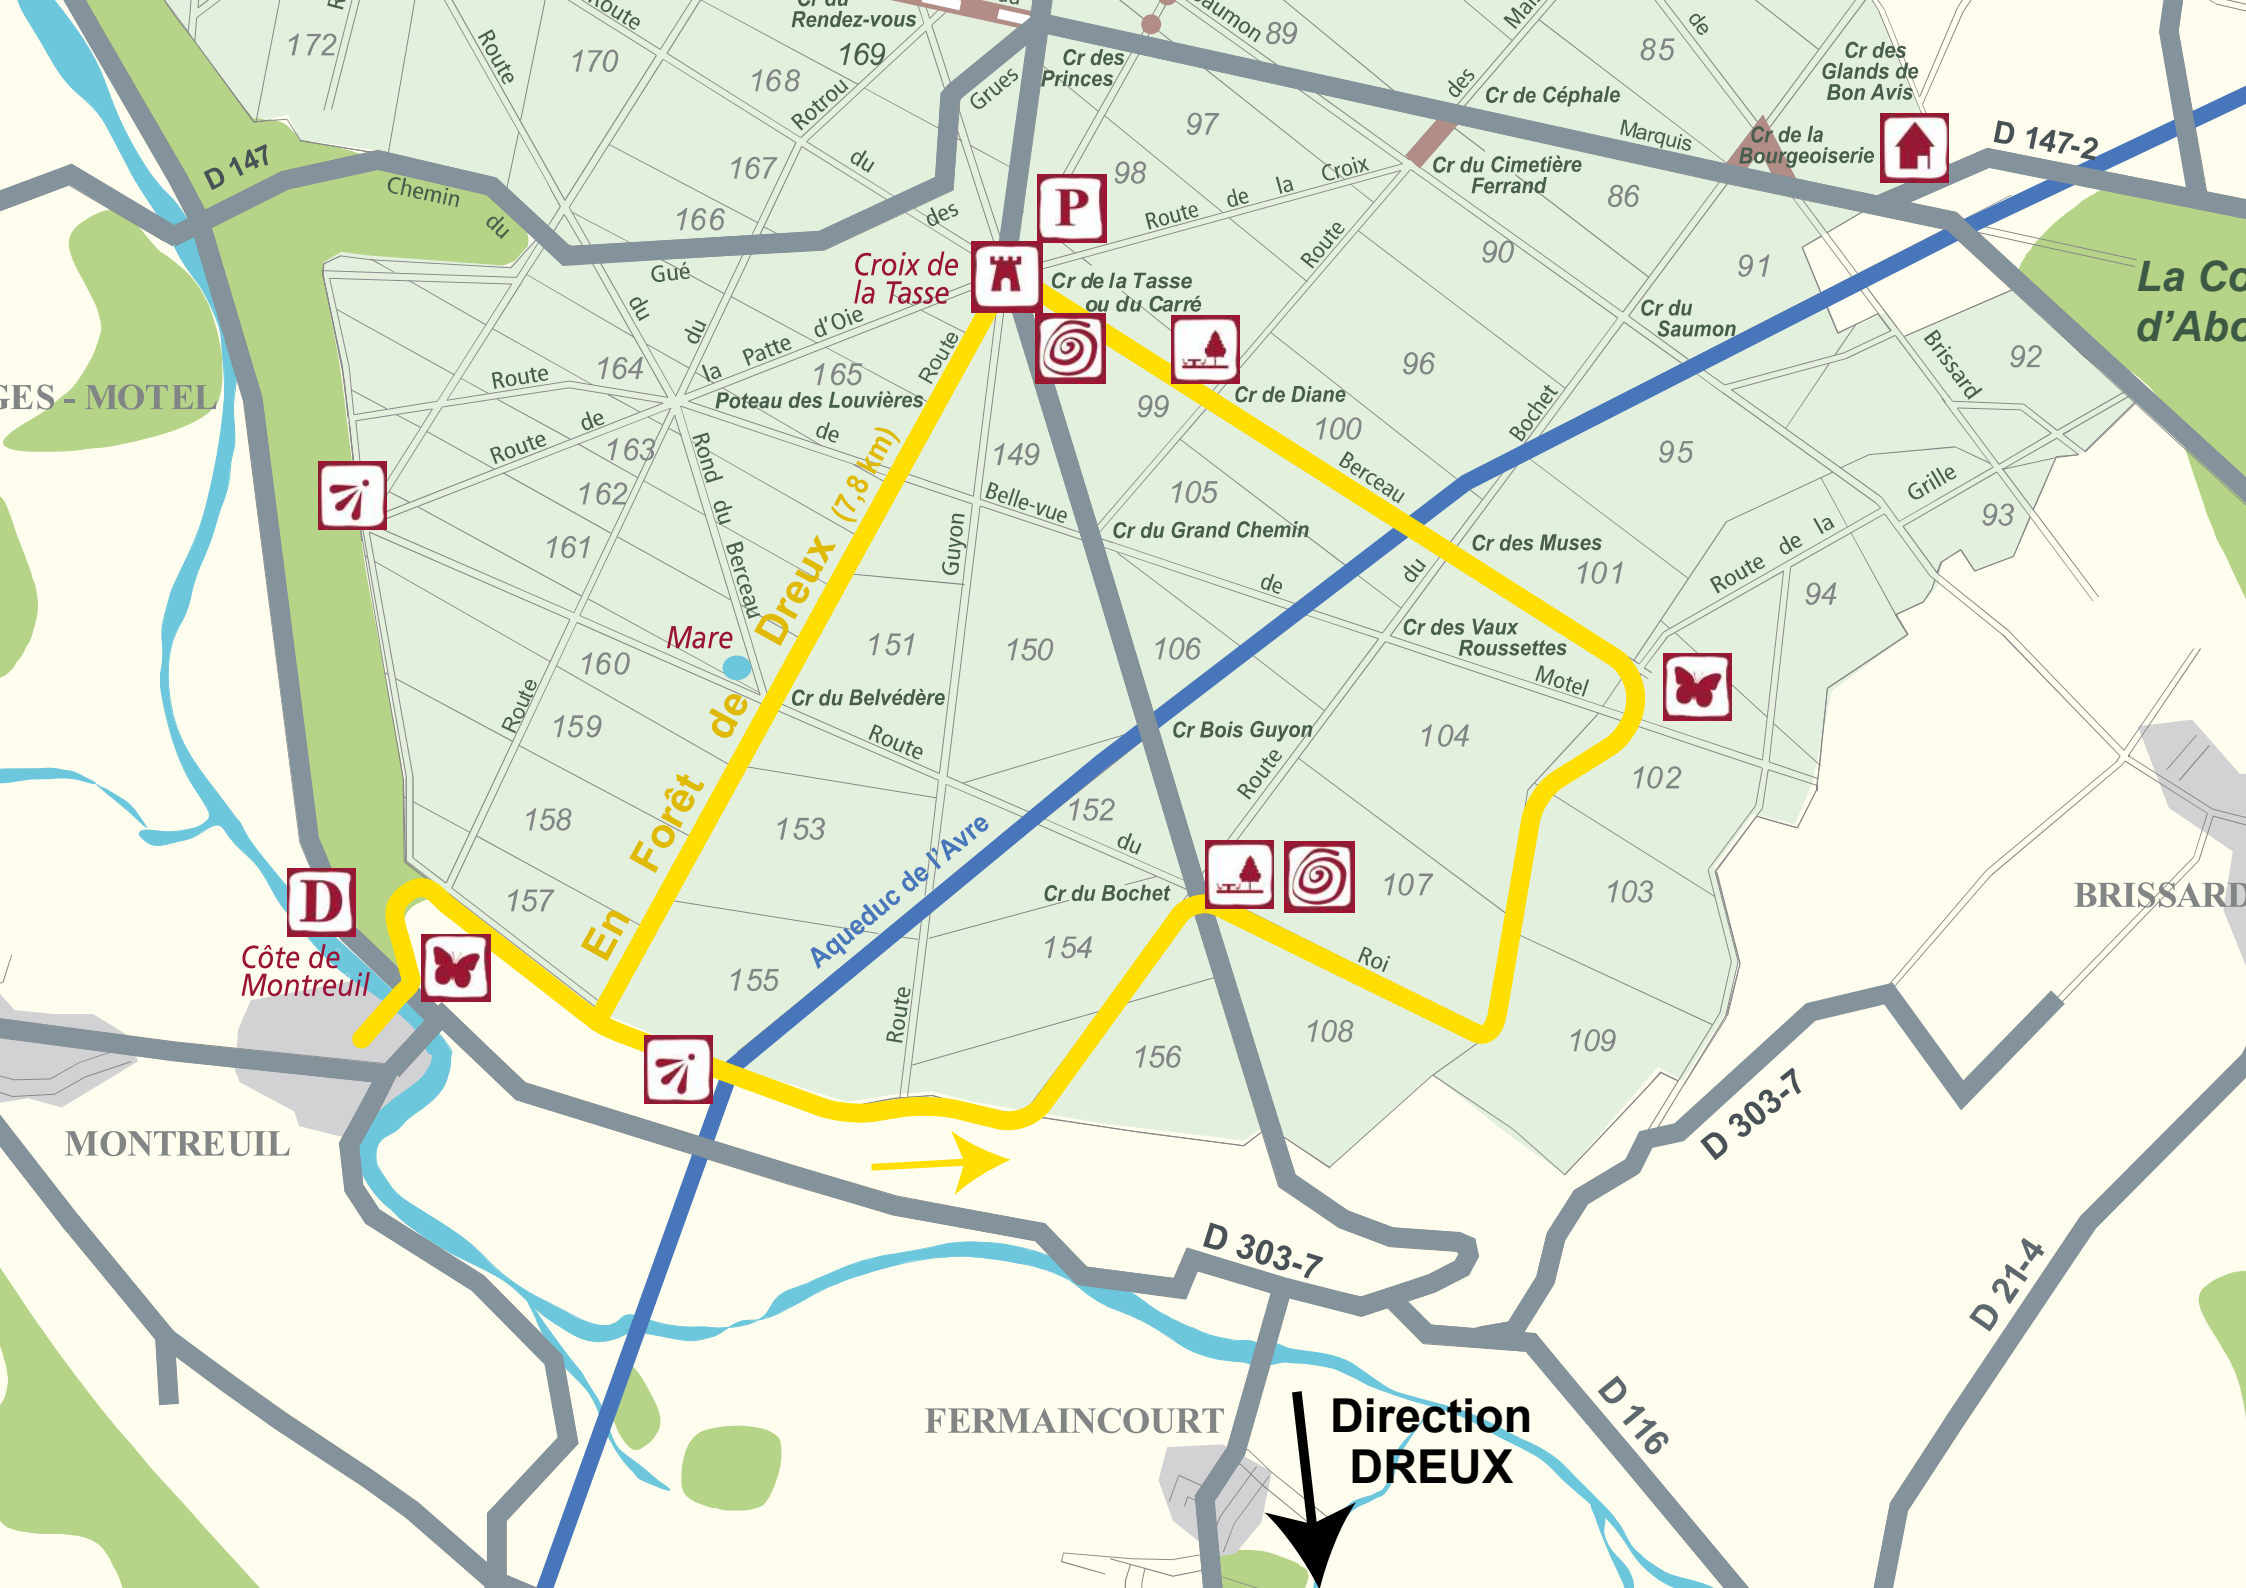 Cr du
Rendez-vous
169
Route
du
Saumon
89
Mar
de
85
Cr des
Glands de
Bon Avis
172
Route
170
168
Rotrou
Grues
Cr des
Princes
des
Cr de Céphale
97
Marquis
Cr de la
Bourgeoiserie
D 147-2
D 147
Chemin
du
167
du
98
Croix
la
de
Route
Cr du Cimetière
Ferrand
86
166
des
P
Route
90
91
Gué
du
Croix de
la Tasse
Cr de la Tasse
ou du Carré
Cr du
Saumon
La Co
d'Abo
du
d'Oie
Patte
la
Route
164
165
Brissard
92
GES - MOTEL
Route
Poteau des Louvières
96
Cr de Diane
99
100
Bochet
de
Route
de
163
149
Berceau
95
Rond
du
Berceau
162
Belle-vue
105
Grille
93
161
Guyon
Cr du Grand Chemin
Cr des Muses
101
Route de la
94
de
du
Mare
151
150
106
Cr des Vaux
Roussettes
Motel
160
Cr du Belvédère
En Forêt de Dreux (7,8 km)
Route
159
Route
Cr Bois Guyon
104
102
Route
158
153
152
du
Aqueduc de l'Avre
157
Cr du Bochet
107
103
BRISSARD
D
Côte de
Montreuil
155
154
Roi
Route
156
108
109
MONTREUIL
D 303-7
D 303-7
D 21-4
D 116
FERMAINCOURT
Direction
DREUX